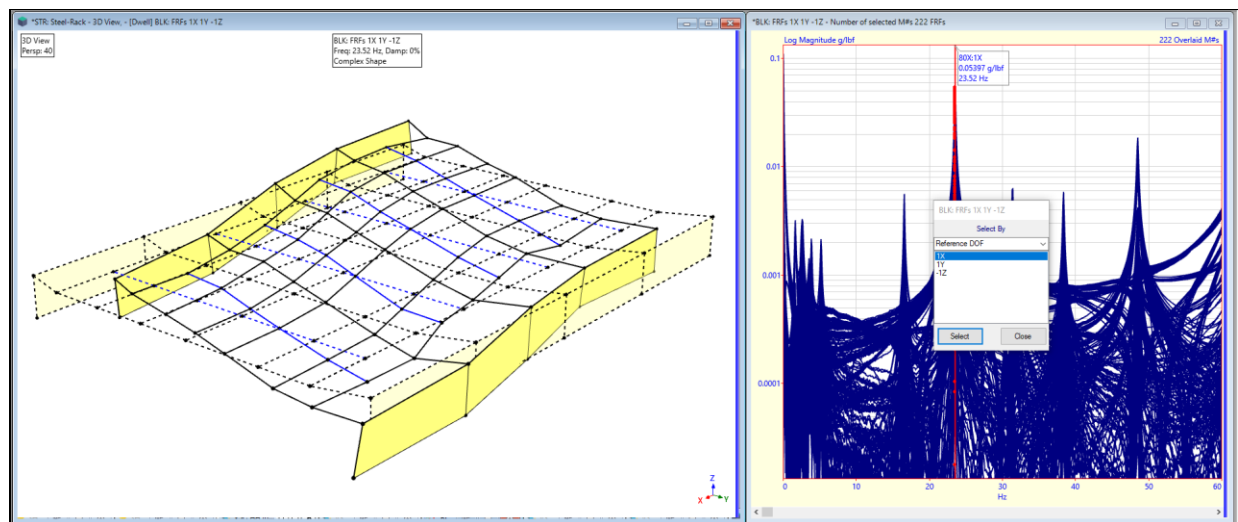 *STR: Steel-Rack - 3D View, - [Dwell] BLK: FRFs 1X 1Y -1Z
3D View
Persp: 40
BLK: FRFs 1X 1Y -1Z
Freq: 23.52 Hz, Damp: 0%
Complex Shape
Z
X
Y
*BLK: FRFs 1X 1Y -1Z - Number of selected M#s 222 FRFs
Log Magnitude g/lbf
222 Overlaid M#s
80X:1X
0.05397 g/lbf
23.52 Hz
0.1
0.01
0.001
0.0001
BLK: FRFs 1X 1Y -1Z
Select By
Reference DOF
1X
1Y
-1Z
Select
Close
0
10
20
30
40
50
60
Hz